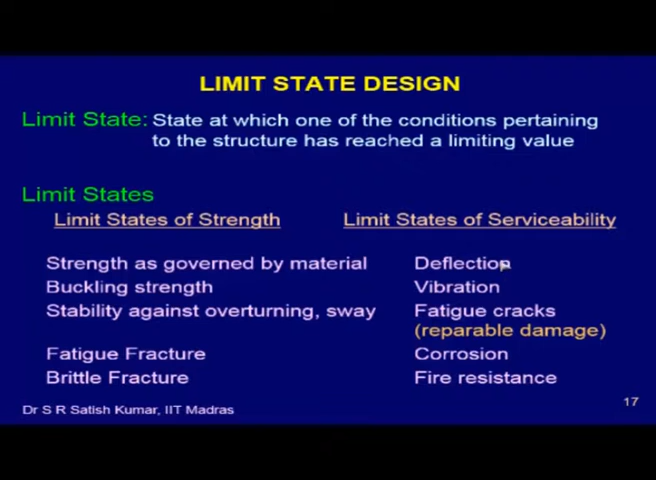 LIMIT STATE DESIGN
Limit State: State at which one of the conditions pertaining
to the structure has reached a limiting value
Limit States
Limit States of Strength
Limit States of Serviceability
Strength as governed by material
Deflection
Buckling strength
Vibration
Stability against overturning, sway
Fatigue cracks
(reparable damage)
Fatigue Fracture
Corrosion
Brittle Fracture
Fire resistance
17
Dr S R Satish Kumar, IIT Madras